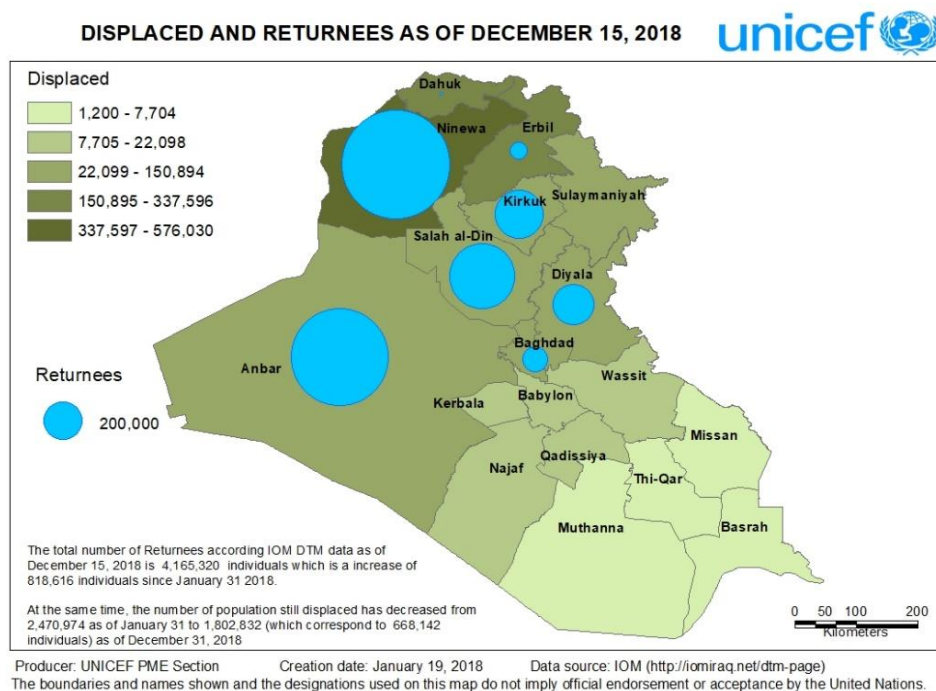 DISPLACED AND RETURNEES AS OF DECEMBER 15, 2018
unicef
Displaced
1,200 - 7,704
7,705 - 22,098
22,099 - 150,894
150,895 - 337,596
337,597 - 576,030
Dahuk
Ninewa
Erbil
Kirkuk
Sulaymaniyah
Salah al-Din
Diyala
Baghdad
Anbar
Wassit
Kerbala
Babylon
Missan
Najaf
Qadissiya
Thi-Qar
Muthanna
Basrah
Returnees
200,000
The total number of Returnees according IOM DTM data as of
December 15, 2018 is 4,165,320 individuals which is a increase of
818,616 individuals since January 31 2018.
At the same time, the number of population still displaced has decreased from
2,470,974 as of January 31 to 1,802,832 (which correspond to 668,142
individuals) as of December 31, 2018
0 50 100 200
Kilometers
Producer: UNICEF PME Section Creation date: January 19, 2018 Data source: IOM (http://iomiraq.net/dtm-page)
The boundaries and names shown and the designations used on this map do not imply official endorsement or acceptance by the United Nations.